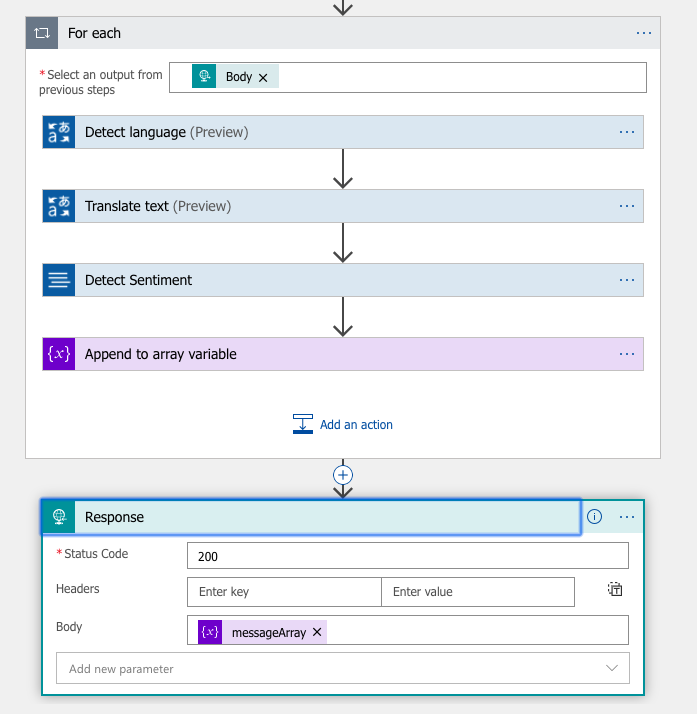 For each
*Select an output from
previous steps
Body ×
Detect language (Preview)
Translate text (Preview)
Detect Sentiment
{x} Append to array variable
Add an action
Response
*Status Code
200
Headers
Enter key
Enter value
Body
{x} messageArray ×
Add new parameter